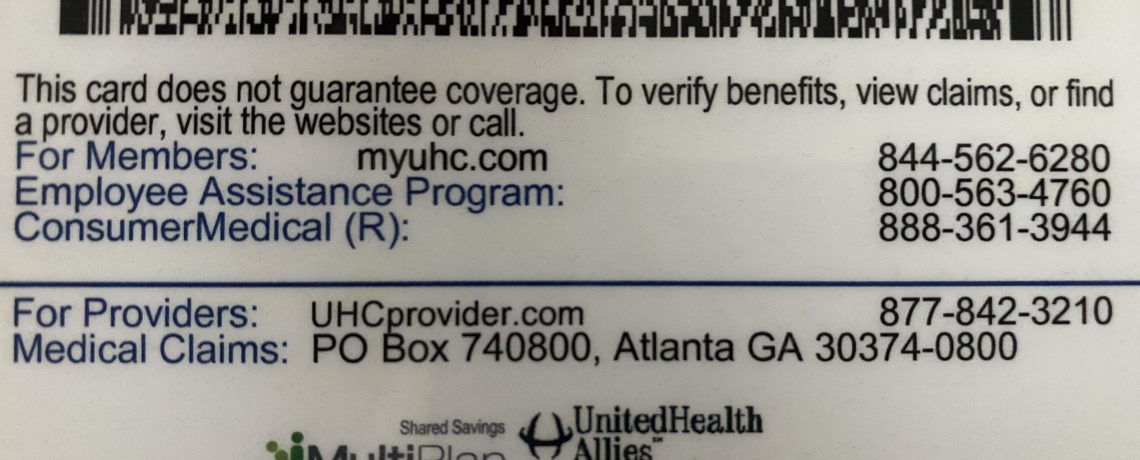 This card does not guarantee coverage. To verify benefits, view claims, or find
a provider, visit the websites or call.
For Members: myuhc.com 844-562-6280
Employee Assistance Program: 800-563-4760
ConsumerMedical (R): 888-361-3944
For Providers: UHCprovider.com 877-842-3210
Medical Claims: PO Box 740800, Atlanta GA 30374-0800
Shared Savings UnitedHealth
MultiPlan Allies℠